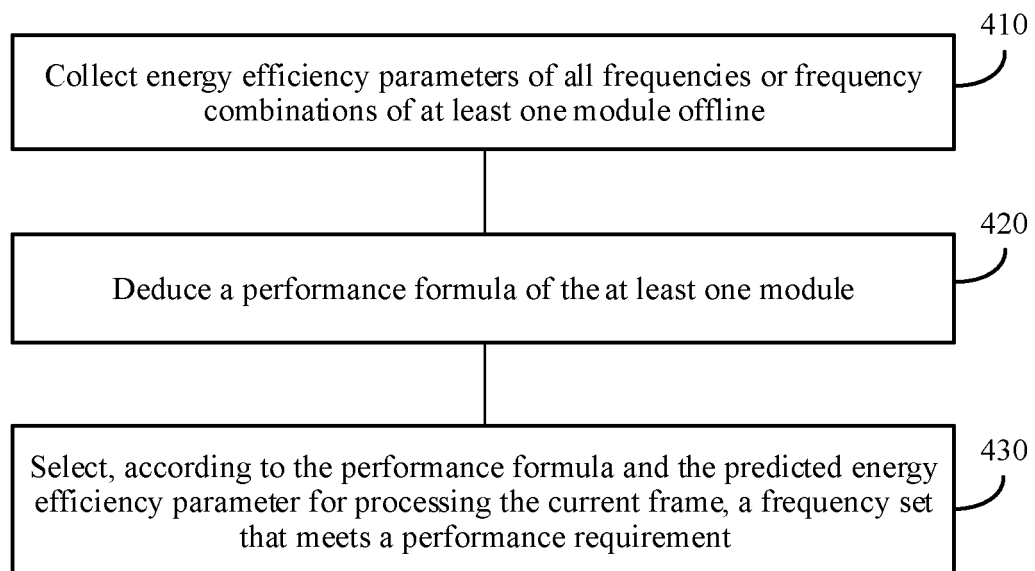 410
Collect energy efficiency parameters of all frequencies or frequency
combinations of at least one module offline
420
Deduce a performance formula of the at least one module
430
Select, according to the performance formula and the predicted energy
efficiency parameter for processing the current frame, a frequency set
that meets a performance requirement